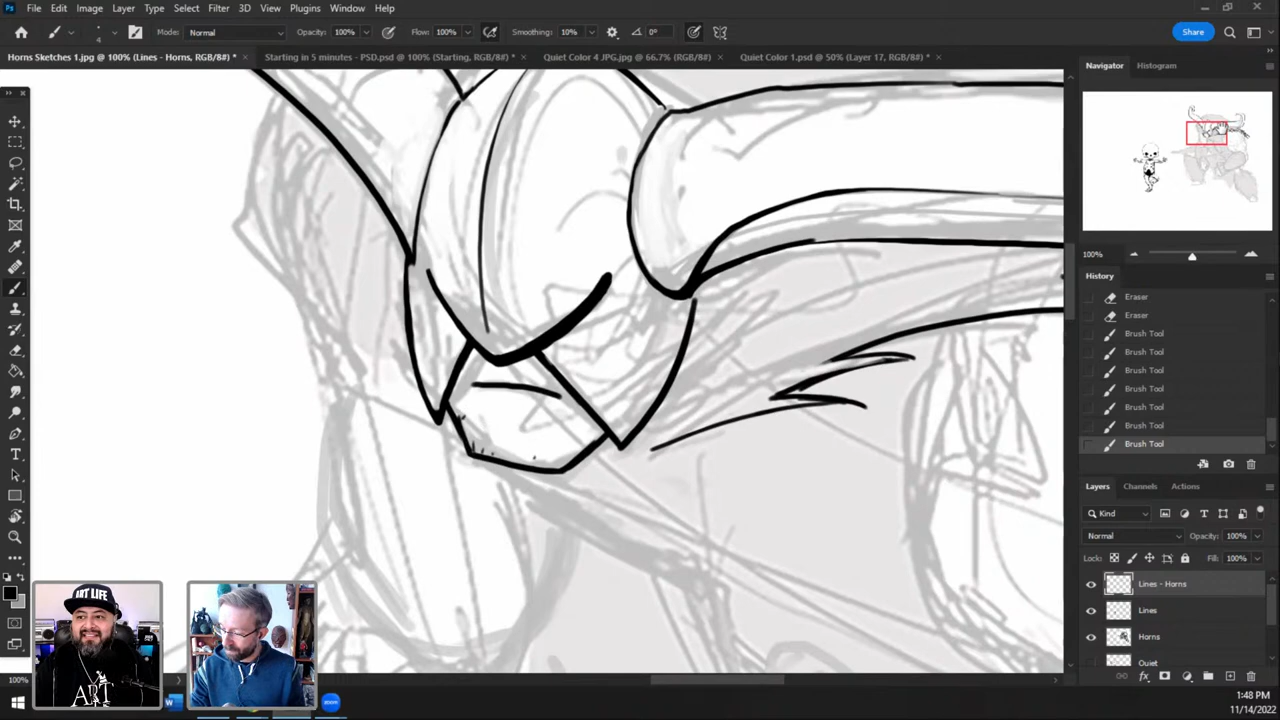 File Edit Image Layer Type Select Filter 3D View Plugins Window Help
4 Mode: Normal Opacity: 100% Flow: 100% Smoothing: 10% 0° Share
Horns Sketches 1.jpg @ 100% (Lines - Horns, RGB/8#) * × Starting in 5 minutes - PSD.psd @ 100% (Starting, RGB/8#) * × Quiet Color 4 JPG.jpg @ 66.7% (RGB/8#) × Quiet Color 1.psd @ 50% (Layer 17, RGB/8#) * ×
Navigator Histogram
100%
History
Eraser
Eraser
Brush Tool
Brush Tool
Brush Tool
Brush Tool
Brush Tool
Brush Tool
Brush Tool
Layers Channels Actions
Kind
Normal Opacity: 100%
Lock: Fill: 100%
Lines - Horns
Lines
Horns
Quiet
ART LIFE
ART
100%
zoom
1:48 PM
11/14/2022